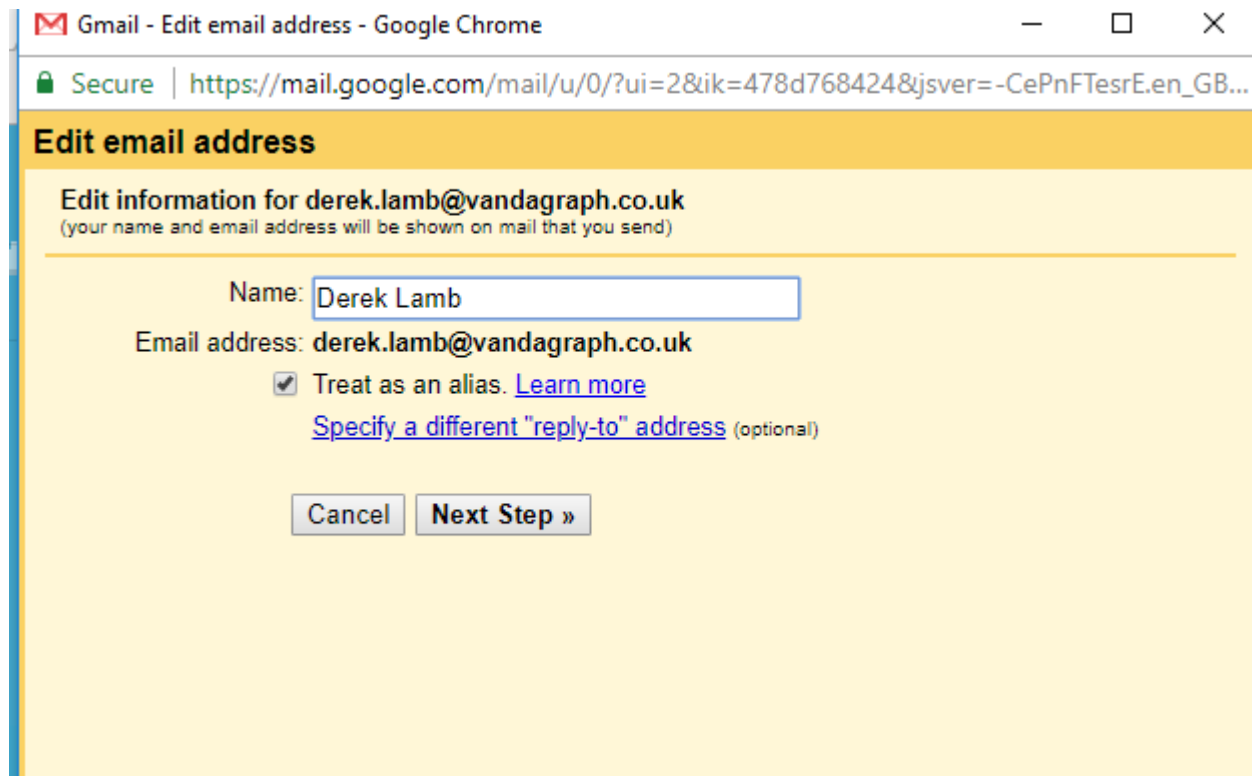 Gmail - Edit email address - Google Chrome
Secure | https://mail.google.com/mail/u/0/?ui=2&ik=478d768424&jsver=-CePnFTesrE.en_GB...
Edit email address
Edit information for derek.lamb@vandagraph.co.uk
(your name and email address will be shown on mail that you send)
Name: Derek Lamb
Email address: derek.lamb@vandagraph.co.uk
Treat as an alias. Learn more
Specify a different "reply-to" address (optional)
Cancel Next Step »